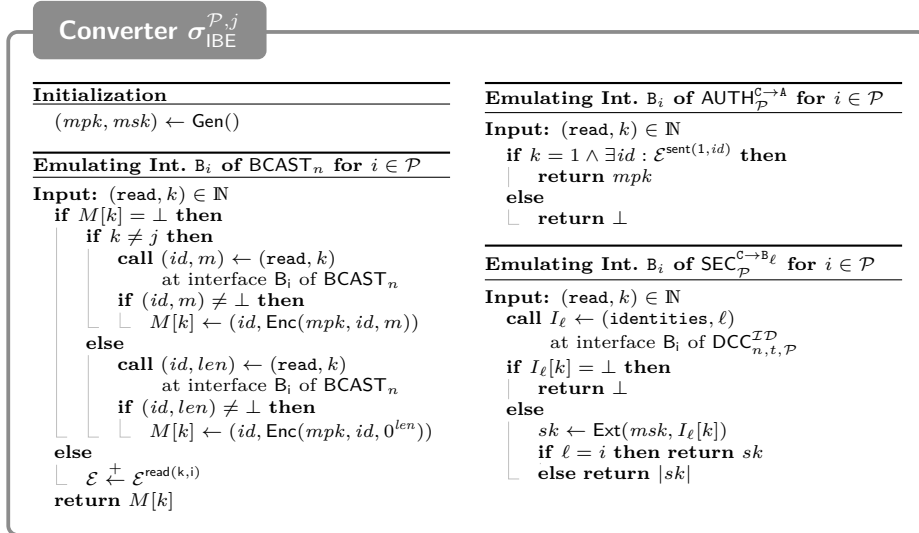 Converter σ_IBE^{𝒫,j}
Initialization
(mpk, msk) ← Gen()
Emulating Int. B_i of BCAST_n for i ∈ 𝒫
Input: (read, k) ∈ ℕ
if M[k] = ⊥ then
if k ≠ j then
call (id, m) ← (read, k)
at interface B_i of BCAST_n
if (id, m) ≠ ⊥ then
M[k] ← (id, Enc(mpk, id, m))
else
call (id, len) ← (read, k)
at interface B_i of BCAST_n
if (id, len) ≠ ⊥ then
M[k] ← (id, Enc(mpk, id, 0^{len}))
else
ℰ ←^+ ℰ^{read(k,i)}
return M[k]
Emulating Int. B_i of AUTH_𝒫^{C→A} for i ∈ 𝒫
Input: (read, k) ∈ ℕ
if k = 1 ∧ ∃id : ℰ^{sent(1,id)} then
return mpk
else
return ⊥
Emulating Int. B_i of SEC_𝒫^{C→B_ℓ} for i ∈ 𝒫
Input: (read, k) ∈ ℕ
call I_ℓ ← (identities, ℓ)
at interface B_i of DCC_{n,t,𝒫}^{ℐ𝒟}
if I_ℓ[k] = ⊥ then
return ⊥
else
sk ← Ext(msk, I_ℓ[k])
if ℓ = i then return sk
else return |sk|